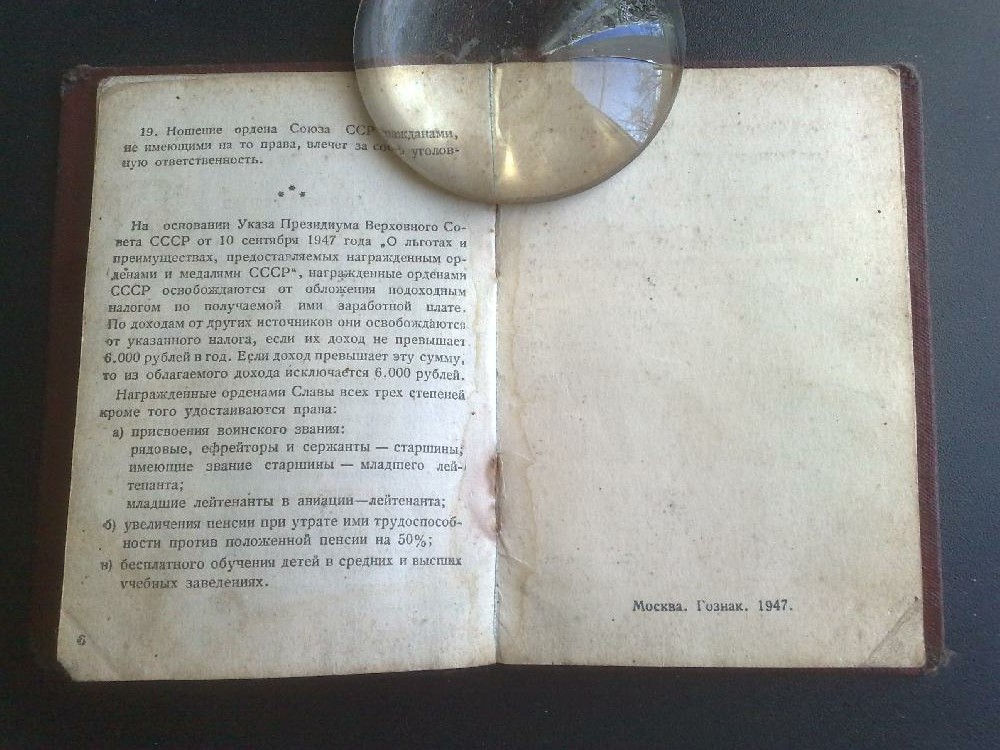 19. Ношение ордена Союза ССР гражданами,
не имеющими на то права, влечет за собой уголов-
ную ответственность.
* * *
На основании Указа Президиума Верховного Со-
вета СССР от 10 сентября 1947 года „О льготах и
преимуществах, предоставляемых награжденным ор-
денами и медалями СССР“, награжденные орденами
СССР освобождаются от обложения подоходным
налогом по получаемой ими заработной плате.
По доходам от других источников они освобождаются
от указанного налога, если их доход не превышает
6.000 рублей в год. Если доход превышает эту сумму,
то из облагаемого дохода исключается 6.000 рублей.
Награжденные орденами Славы всех трех степеней
кроме того удостаиваются права:
а) присвоения воинского звания:
рядовые, ефрейторы и сержанты — старшины;
имеющие звание старшины — младшего лей-
тенанта;
младшие лейтенанты в авиации—лейтенанта;
б) увеличения пенсии при утрате ими трудоспособ-
ности против положенной пенсии на 50%;
в) бесплатного обучения детей в средних и высших
учебных заведениях.
6
Москва. Гознак. 1947.